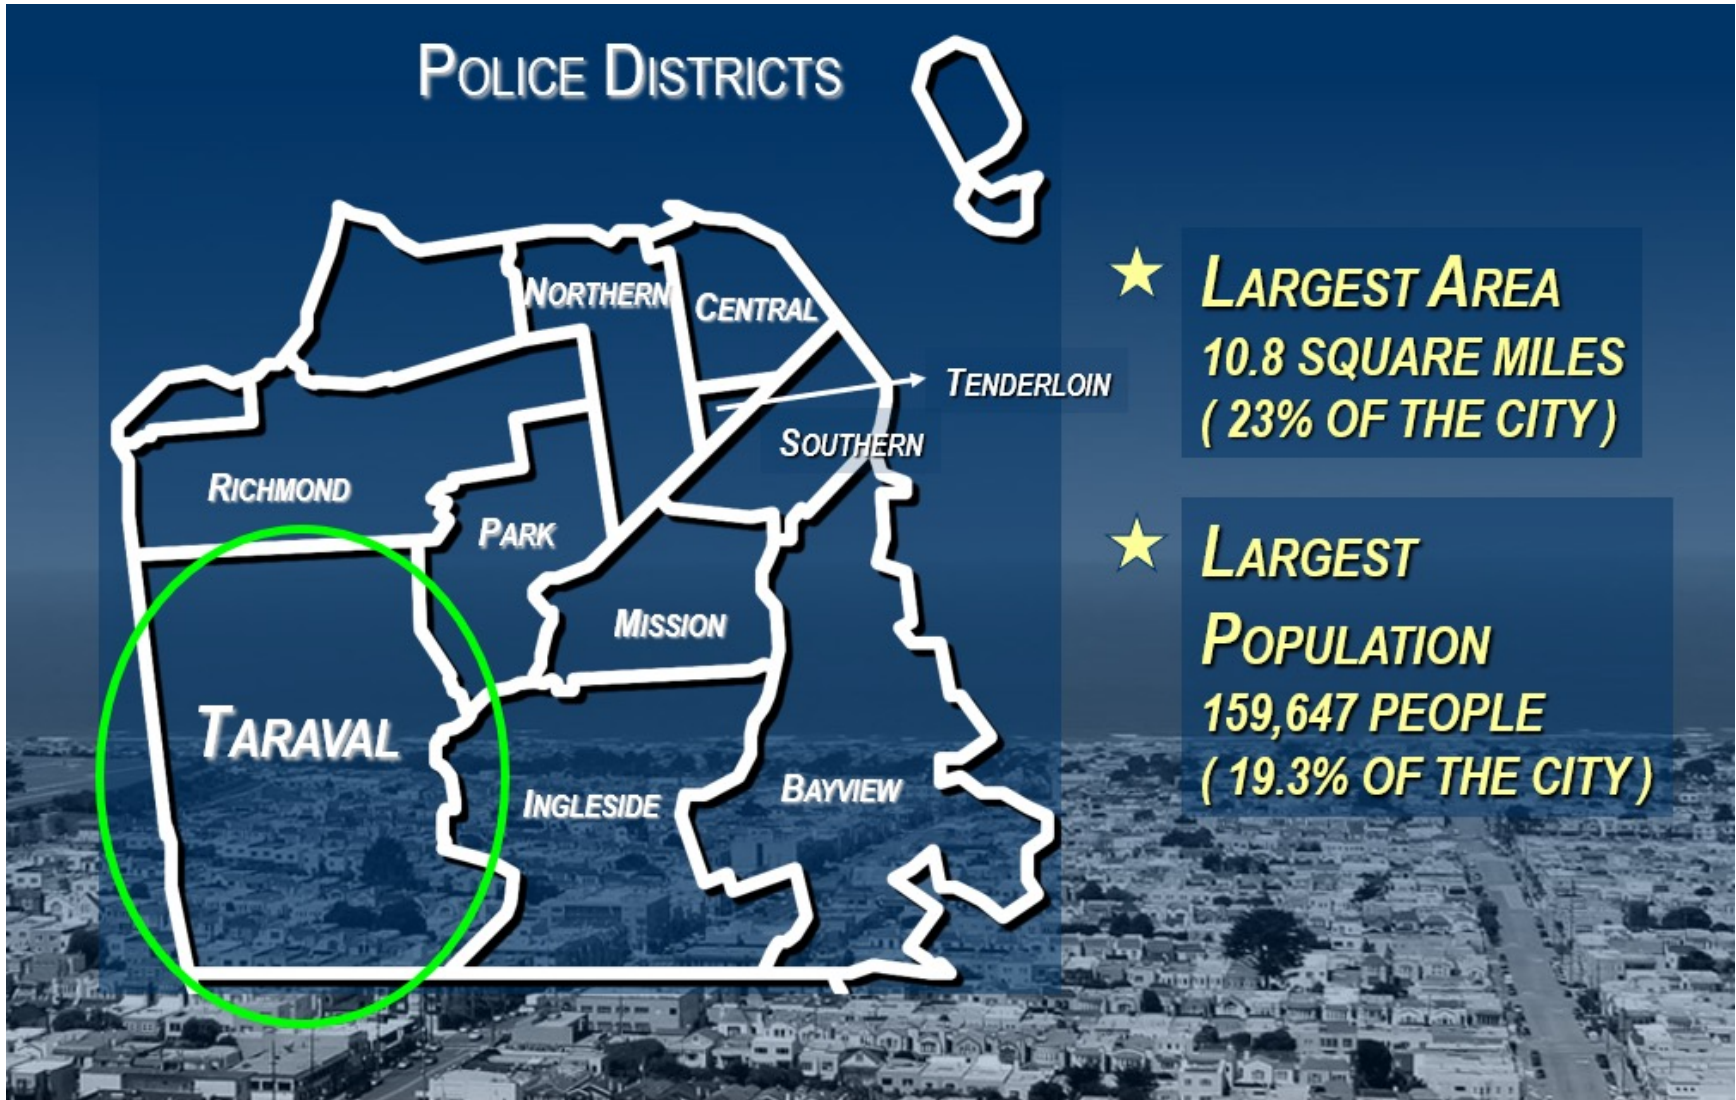 POLICE DISTRICTS
NORTHERN
CENTRAL
TENDERLOIN
SOUTHERN
RICHMOND
PARK
MISSION
TARAVAL
INGLESIDE
BAYVIEW
LARGEST AREA
10.8 SQUARE MILES
( 23% OF THE CITY )
LARGEST
POPULATION
159,647 PEOPLE
( 19.3% OF THE CITY )